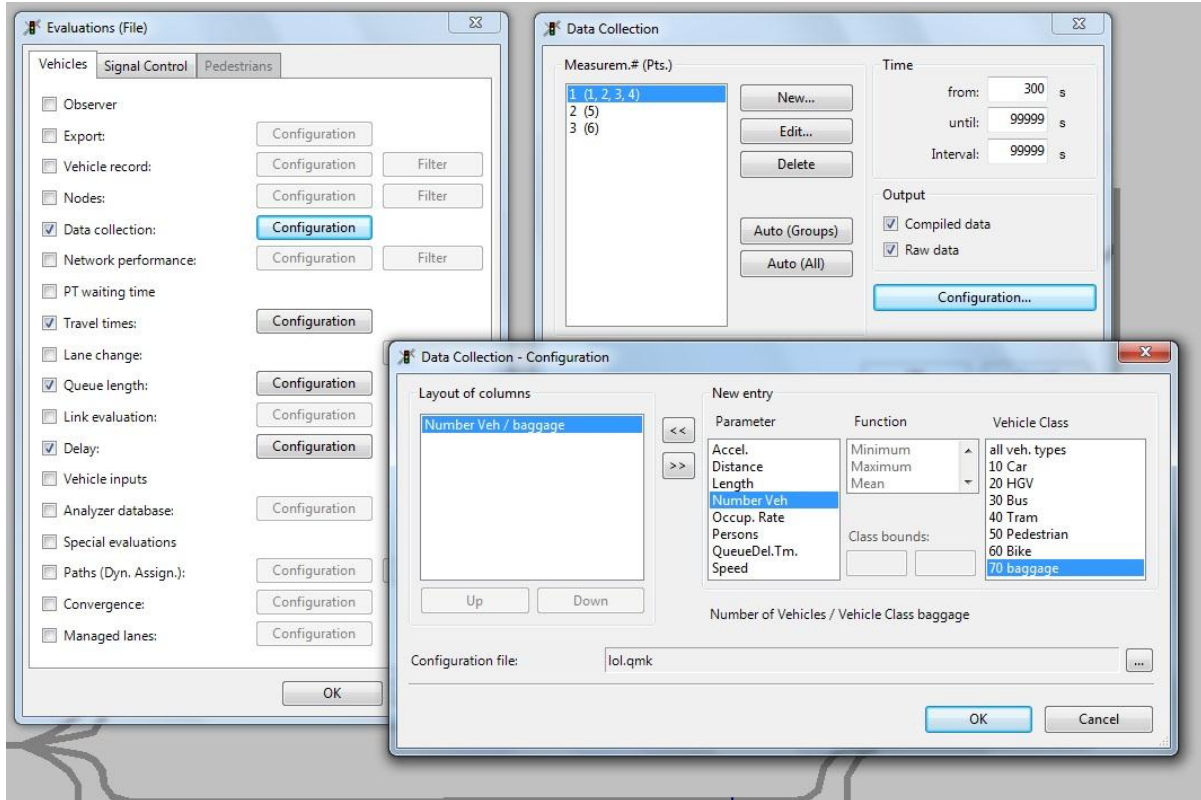 Evaluations (File)
Vehicles Signal Control Pedestrians
Observer
Export: Configuration
Vehicle record: Configuration Filter
Nodes: Configuration Filter
Data collection: Configuration
Network performance: Configuration Filter
PT waiting time
Travel times: Configuration
Lane change:
Queue length: Configuration
Link evaluation: Configuration
Delay: Configuration
Vehicle inputs
Analyzer database: Configuration
Special evaluations
Paths (Dyn. Assign.): Configuration
Convergence: Configuration
Managed lanes: Configuration
OK
Data Collection
Measurem.# (Pts.)
1 (1, 2, 3, 4)
2 (5)
3 (6)
New...
Edit...
Delete
Auto (Groups)
Auto (All)
Time
from: 300 s
until: 99999 s
Interval: 99999 s
Output
Compiled data
Raw data
Configuration...
Data Collection - Configuration
Layout of columns
Number Veh / baggage
<<
>>
Up Down
New entry
Parameter
Accel.
Distance
Length
Number Veh
Occup. Rate
Persons
QueueDel.Tm.
Speed
Function
Minimum
Maximum
Mean
Class bounds:
Vehicle Class
all veh. types
10 Car
20 HGV
30 Bus
40 Tram
50 Pedestrian
60 Bike
70 baggage
Number of Vehicles / Vehicle Class baggage
Configuration file: lol.qmk ...
OK Cancel